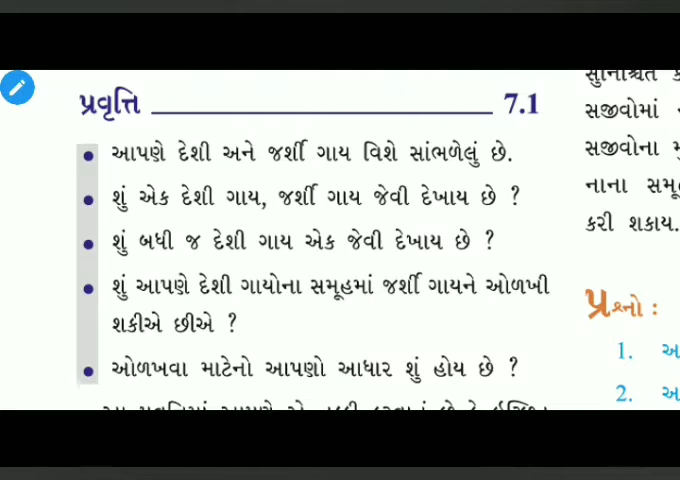 પ્રવૃત્તિ 7.1
• આપણે દેશી અને જર્શી ગાય વિશે સાંભળેલું છે.
• શું એક દેશી ગાય, જર્શી ગાય જેવી દેખાય છે ?
• શું બધી જ દેશી ગાય એક જેવી દેખાય છે ?
• શું આપણે દેશી ગાયોના સમૂહમાં જર્શી ગાયને ઓળખી
શકીએ છીએ ?
• ઓળખવા માટેનો આપણો આધાર શું હોય છે ?
સુનિશ્ચિત
સજીવોમાં
સજીવોના
નાના સમૂ
કરી શકાય.
પ્રશ્નો :
1. આ
2. આ